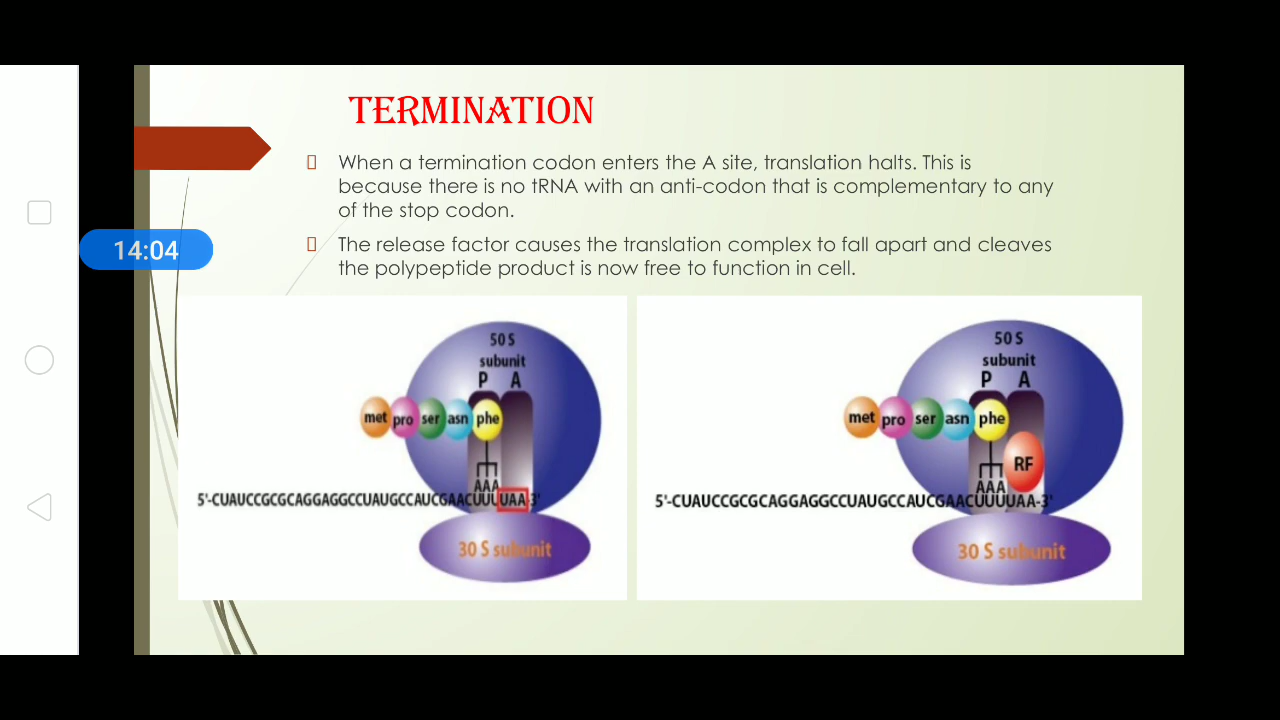 TERMINATION
When a termination codon enters the A site, translation halts. This is
because there is no tRNA with an anti-codon that is complementary to any
of the stop codon.
14:04
The release factor causes the translation complex to fall apart and cleaves
the polypeptide product is now free to function in cell.
50 S
subunit
P A
met pro ser asn phe
AAA
5'-CUAUCCGCGCAGGAGGCCUAUGCCAUCGAACUUUUAA-3'
30 S subunit
50 S
subunit
P A
met pro ser asn phe
RF
AAA
5'-CUAUCCGCGCAGGAGGCCUAUGCCAUCGAACUUUUAA-3'
30 S subunit